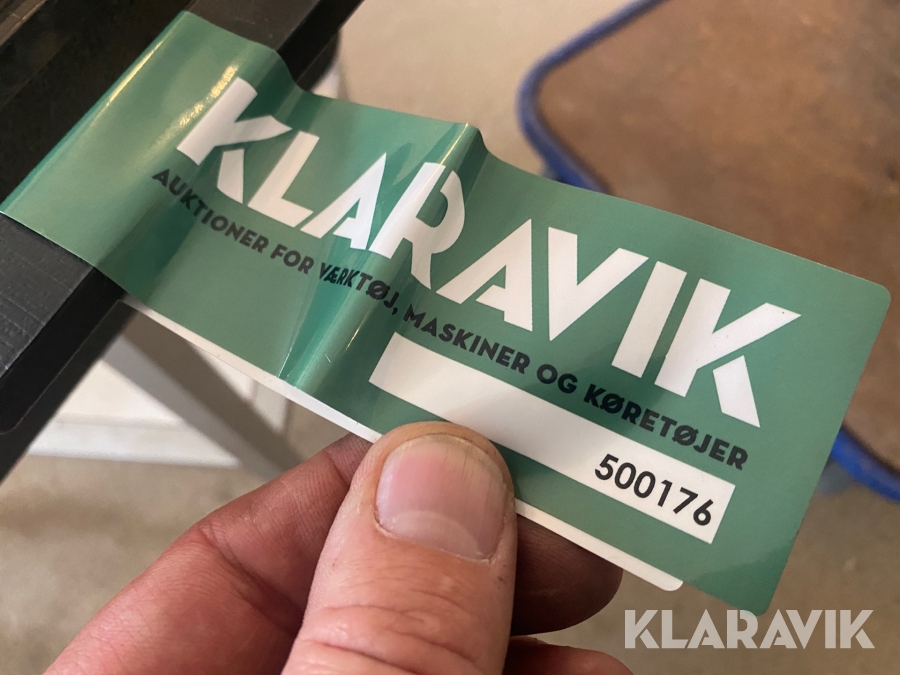 KLARAVIK
AUKTIONER FOR VÆRKTØJ, MASKINER OG KØRETØJER
500176
KLARAVIK